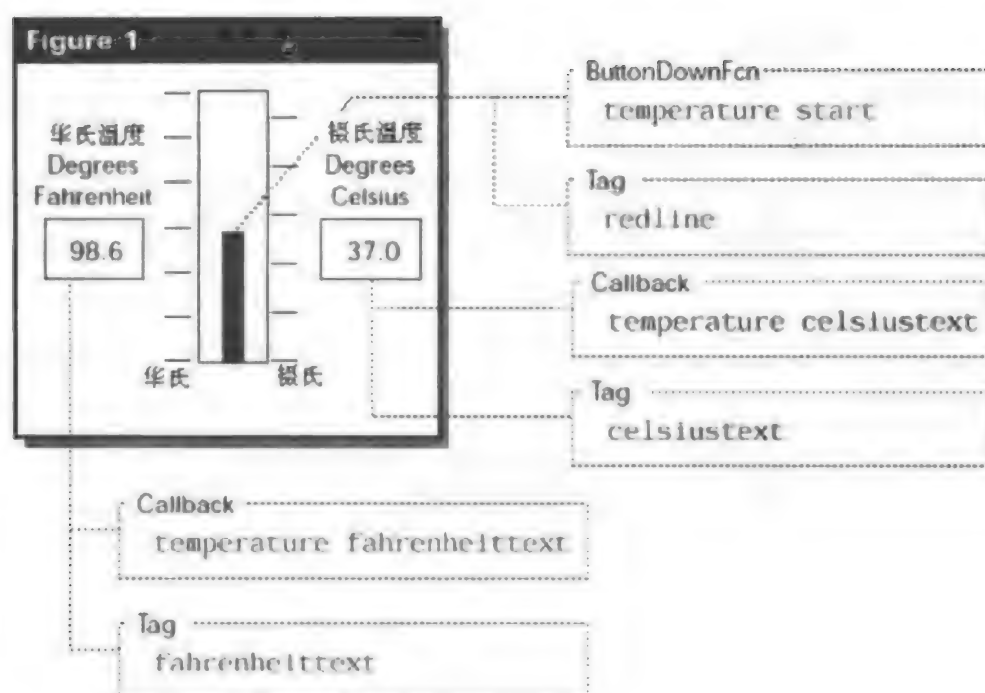 Figure 1
华氏温度
Degrees
Fahrenheit
98.6
摄氏温度
Degrees
Celsius
37.0
华氏
摄氏
ButtonDownFcn
temperature start
Tag
redline
Callback
temperature celsiustext
Tag
celsiustext
Callback
temperature fahrenheittext
Tag
fahrenheittext